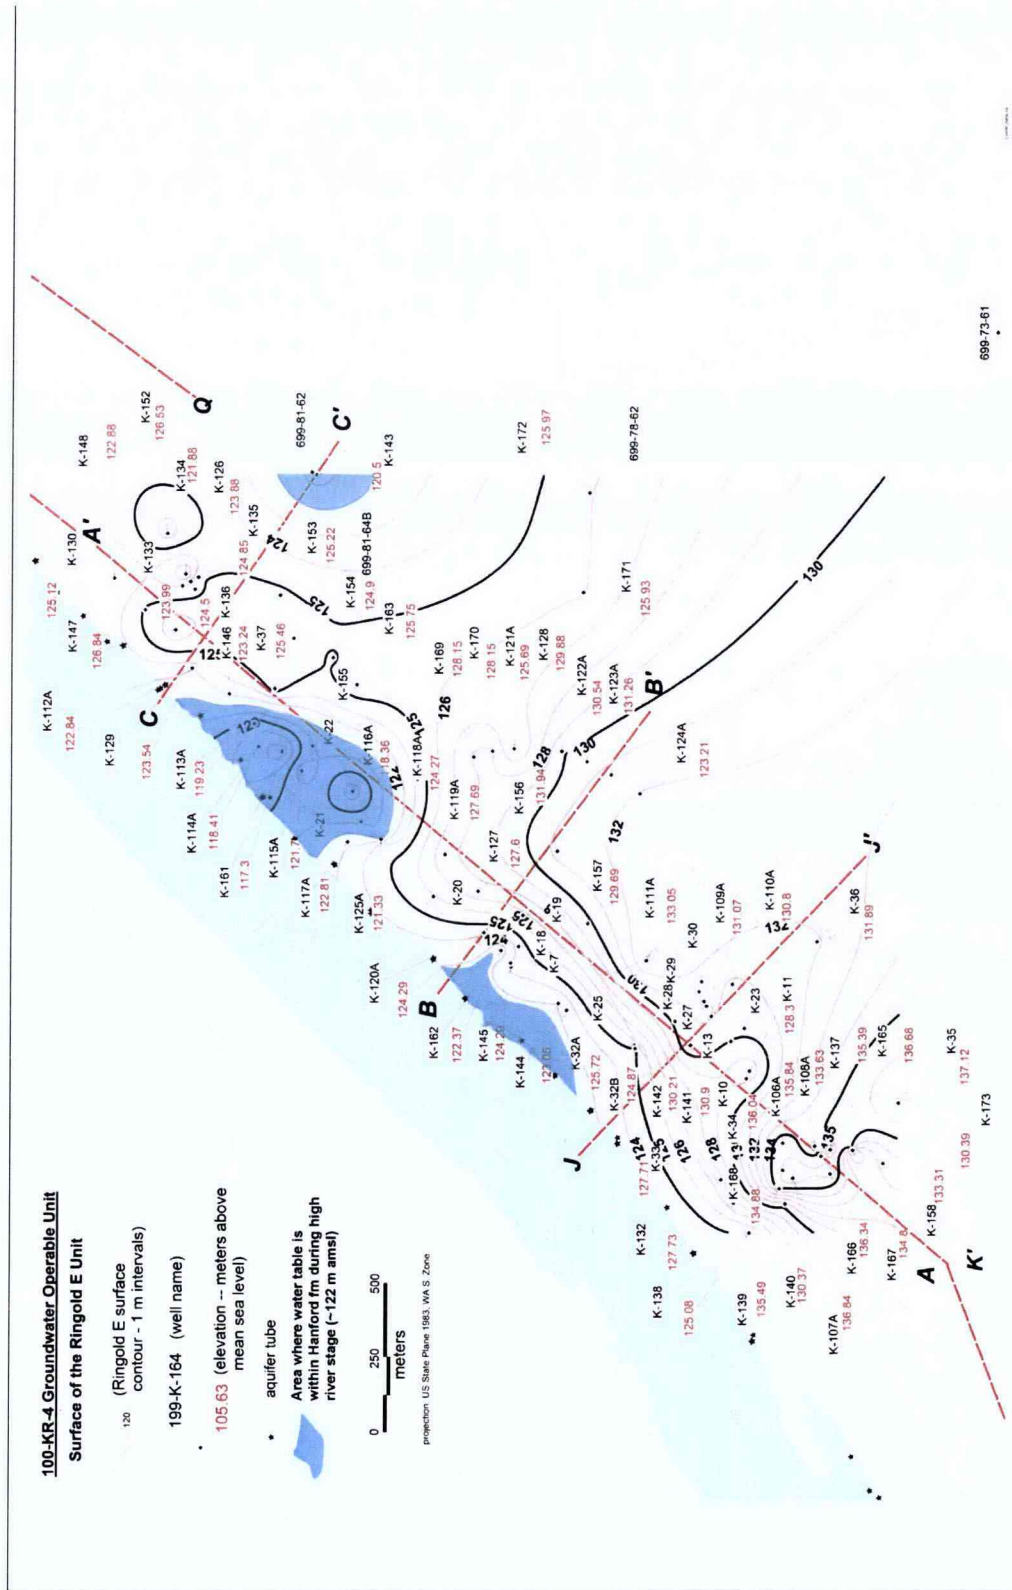 100-KR-4 Groundwater Operable Unit
Surface of the Ringold E Unit
120
(Ringold E surface
contour - 1 m intervals)
199-K-164 (well name)
105.63 (elevation -- meters above
mean sea level)
aquifer tube
Area where water table is
within Hanford fm during high
river stage (~122 m amsl)
0
250
500
meters
projection US State Plane 1983, WA S. Zone
K-112A
122.84
K-147
126.84
125.12
K-130
A'
K-148
122.88
K-152
126.53
Q
K-129
123.54
C
K-133
123.99
K-134
121.88
K-126
123.88
K-113A
119.23
K-114A
118.41
K-161
117.3
124.5
K-136
K-146
123.24
124.85
K-135
K-37
125.46
124
699-81-62
C'
K-143
120.5
K-153
125.22
699-81-64B
K-115A
K-117A
122.81
K-125A
121.33
K-22
K-21
K-155
K-116A
K-154
124.9
125
K-163
125.75
K-118A
124.27
125
126
K-169
128.15
K-170
128.15
K-121A
125.69
K-128
129.88
K-172
125.97
699-78-62
K-171
125.93
K-120A
124.29
B
K-162
122.37
K-145
K-144
K-32A
125.72
K-119A
127.69
K-20
K-127
127.6
K-156
131.94
128
130
K-122A
130.54
K-123A
131.26
B'
K-124A
123.21
130
125
125
124
K-19
K-18
K-7
K-25
K-157
129.69
132
K-111A
133.05
K-30
K-29
K-28
K-27
130
K-109A
131.07
K-110A
130.8
J'
K-36
131.89
K-32B
124.87
J
K-142
130.21
K-141
130.9
K-13
K-10
K-23
K-11
128.3
K-34
136.04
K-106A
135.84
K-108A
133.63
K-137
135.39
K-165
136.68
K-35
137.12
K-173
130.39
124
126
128
132
134
135
127.71
K-33
K-168
134.88
K-132
127.73
K-138
125.08
K-139
135.49
K-140
130.37
K-107A
136.84
K-166
136.34
K-167
134.8
K-158
133.31
A
K'
699-73-61